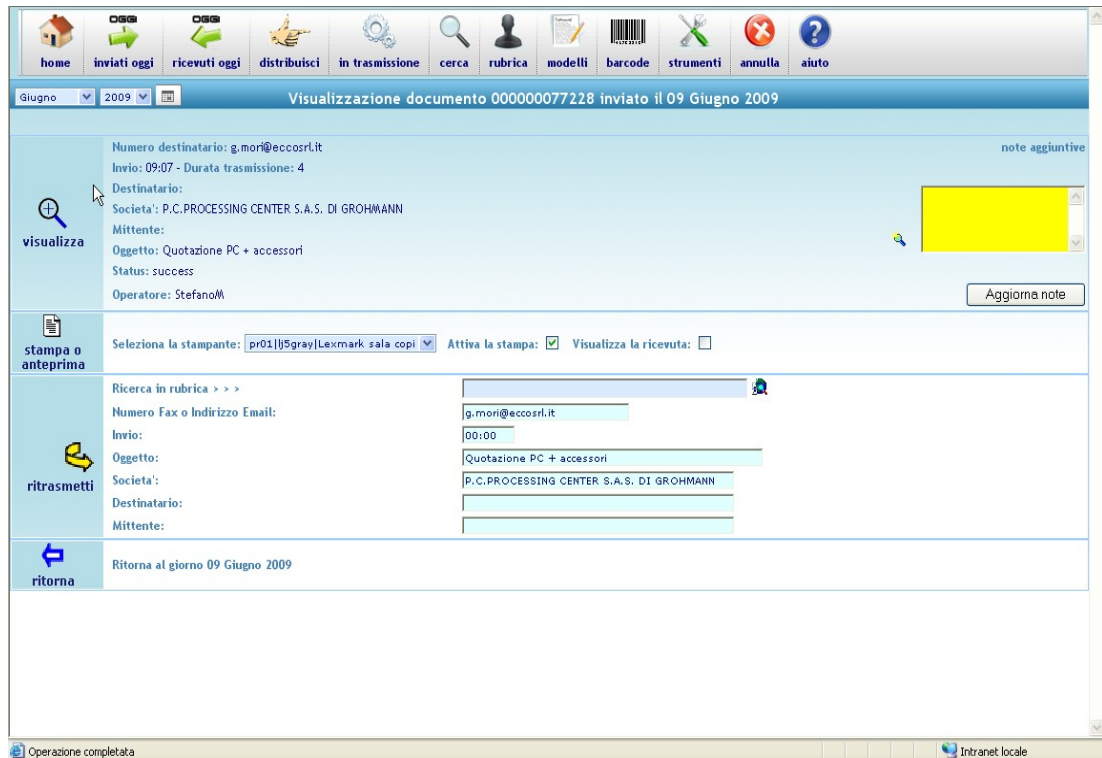 OGGI OGGI
home inviati oggi ricevuti oggi distribuisci in trasmissione cerca rubrica modelli barcode strumenti annulla aiuto
Giugno 2009 Visualizzazione documento 000000077228 inviato il 09 Giugno 2009
Numero destinatario: g.mori@eccosrl.it note aggiuntive
Invio: 09:07 - Durata trasmissione: 4
Destinatario:
Societa': P.C.PROCESSING CENTER S.A.S. DI GROHMANN
Mittente:
visualizza
Oggetto: Quotazione PC + accessori
Status: success
Operatore: StefanoM Aggiorna note
stampa o anteprima
Seleziona la stampante: pr01|lj5gray|Lexmark sala copi Attiva la stampa: Visualizza la ricevuta:
Ricerca in rubrica > > >
Numero Fax o Indirizzo Email: g.mori@eccosrl.it
Invio: 00:00
Oggetto: Quotazione PC + accessori
ritrasmetti
Societa': P.C.PROCESSING CENTER S.A.S. DI GROHMANN
Destinatario:
Mittente:
ritorna
Ritorna al giorno 09 Giugno 2009
Operazione completata Intranet locale